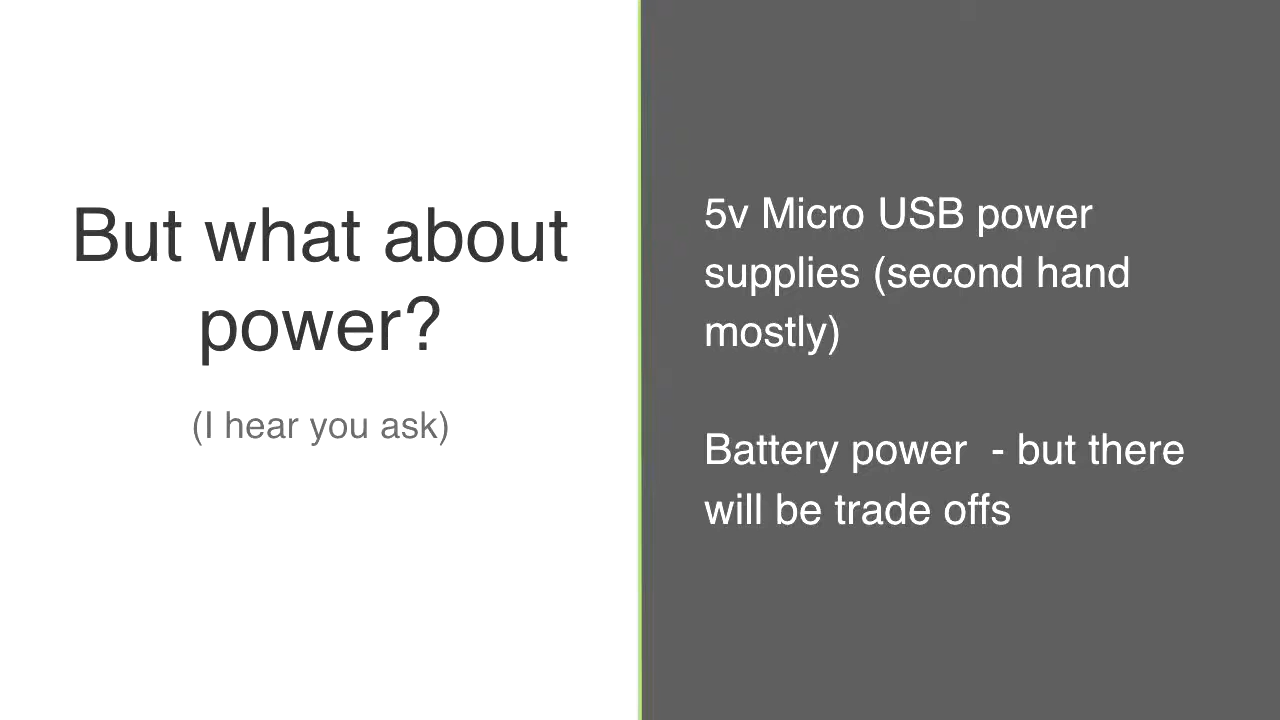 But what about
power?
(I hear you ask)
5v Micro USB power
supplies (second hand
mostly)
Battery power  - but there
will be trade offs